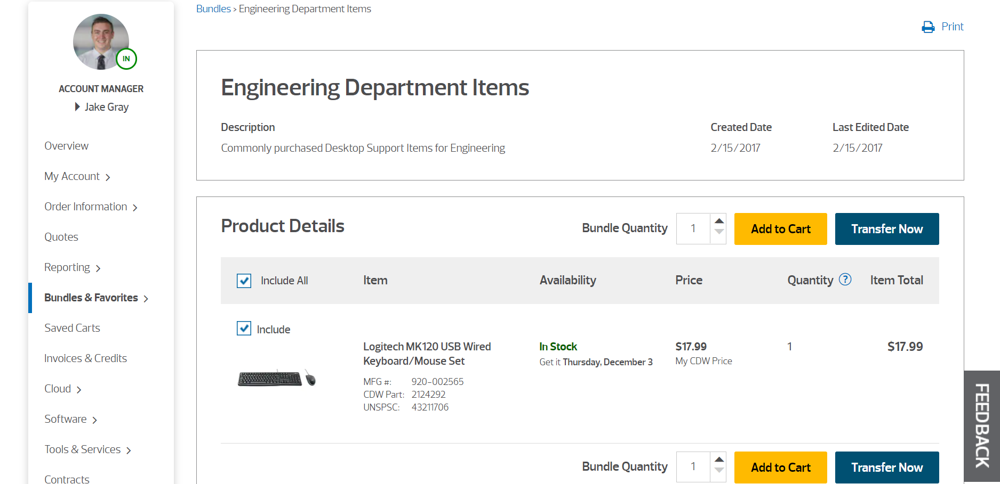 IN
ACCOUNT MANAGER
Jake Gray
Overview
My Account
Order Information
Quotes
Reporting
Bundles & Favorites
Saved Carts
Invoices & Credits
Cloud
Software
Tools & Services
Contracts
Bundles › Engineering Department Items
Print
Engineering Department Items
Description Created Date Last Edited Date
Commonly purchased Desktop Support Items for Engineering 2/15/2017 2/15/2017
Product Details Bundle Quantity 1 Add to Cart Transfer Now
Include All Item Availability Price Quantity ? Item Total
Include
Logitech MK120 USB Wired In Stock $17.99 1 $17.99
Keyboard/Mouse Set Get it Thursday, December 3 My CDW Price
MFG #: 920-002565
CDW Part: 2124292
UNSPSC: 43211706
Bundle Quantity 1 Add to Cart Transfer Now
FEEDBACK